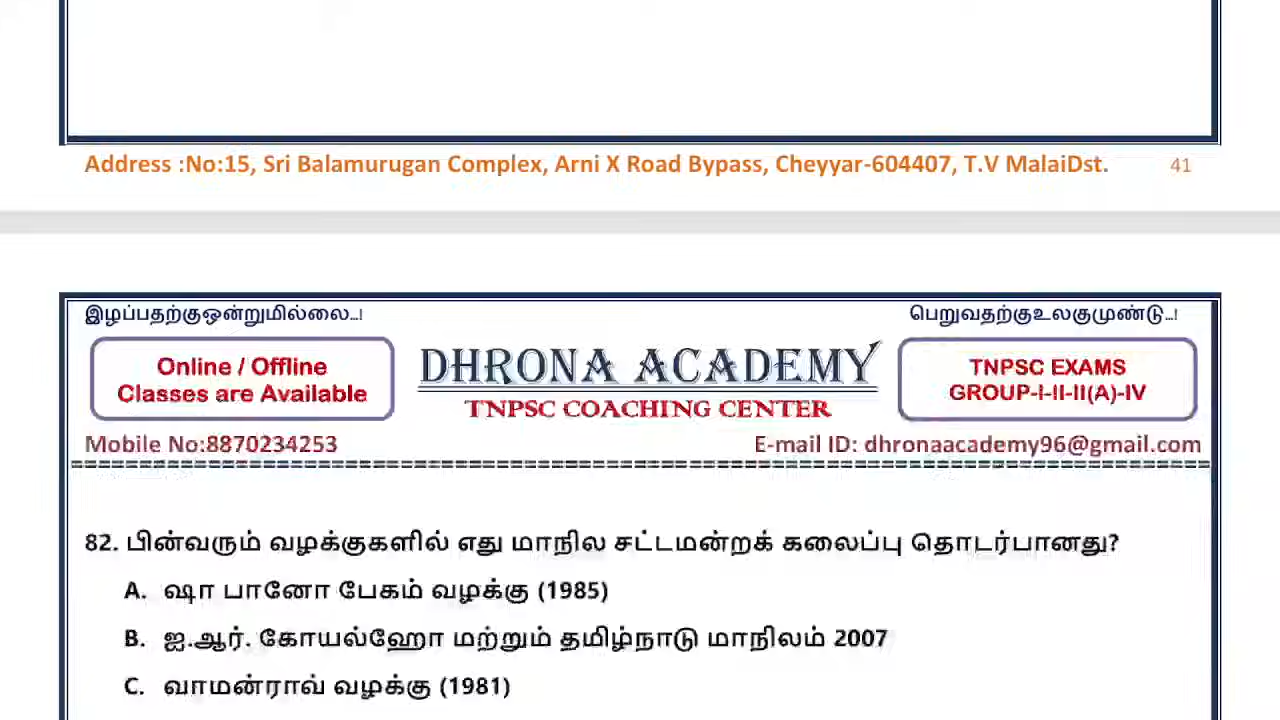 Address :No:15, Sri Balamurugan Complex, Arni X Road Bypass, Cheyyar-604407, T.V MalaiDst. 41
இழப்பதற்குஒன்றுமில்லை...! பெறுவதற்குஉலகுமுண்டு...!
Online / Offline
Classes are Available
DHRONA ACADEMY
TNPSC COACHING CENTER
TNPSC EXAMS
GROUP-I-II-II(A)-IV
Mobile No:8870234253 E-mail ID: dhronaacademy96@gmail.com
82. பின்வரும் வழக்குகளில் எது மாநில சட்டமன்றக் கலைப்பு தொடர்பானது?
A. ஷா பானோ பேகம் வழக்கு (1985)
B. ஐ.ஆர். கோயல்ஹோ மற்றும் தமிழ்நாடு மாநிலம் 2007
C. வாமன்ராவ் வழக்கு (1981)